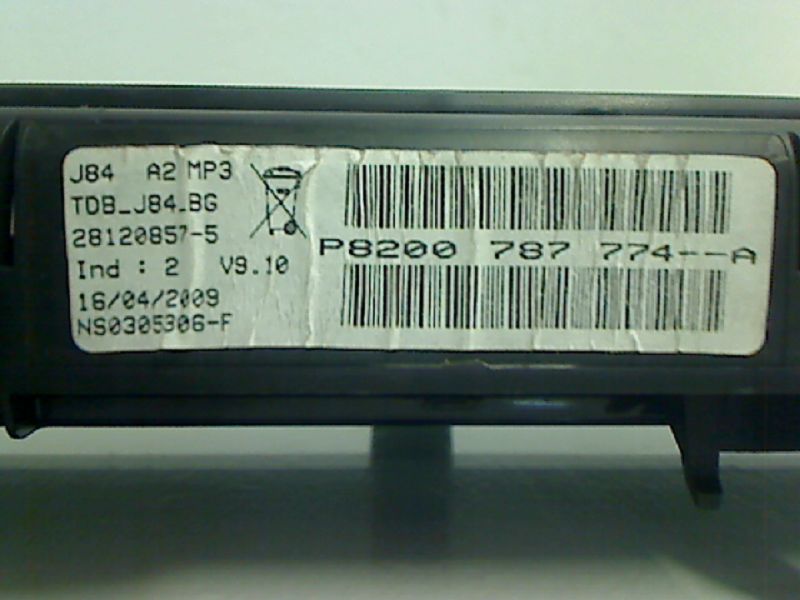 J84 A2 MP3
TDB_J84_BG
28120857-5
Ind : 2 V9.10
16/04/2009
NS0305306-F
P8200 787 774--A